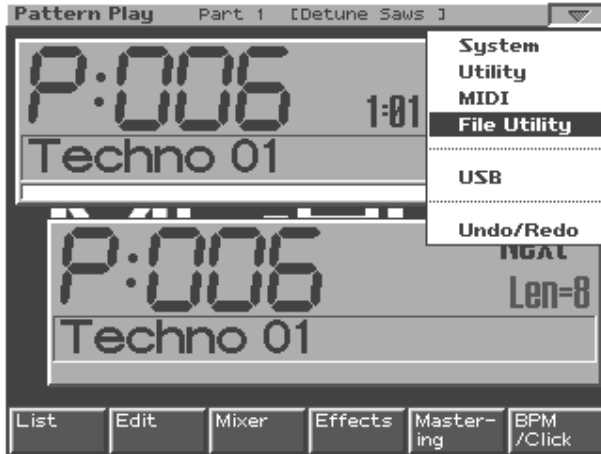 Pattern Play Part 1 [Detune Saws ]
P:006
1:01
Techno 01
System
Utility
MIDI
File Utility
USB
Undo/Redo
P:006
Next
Len=8
Techno 01
List Edit Mixer Effects Master-
ing BPM
/Click